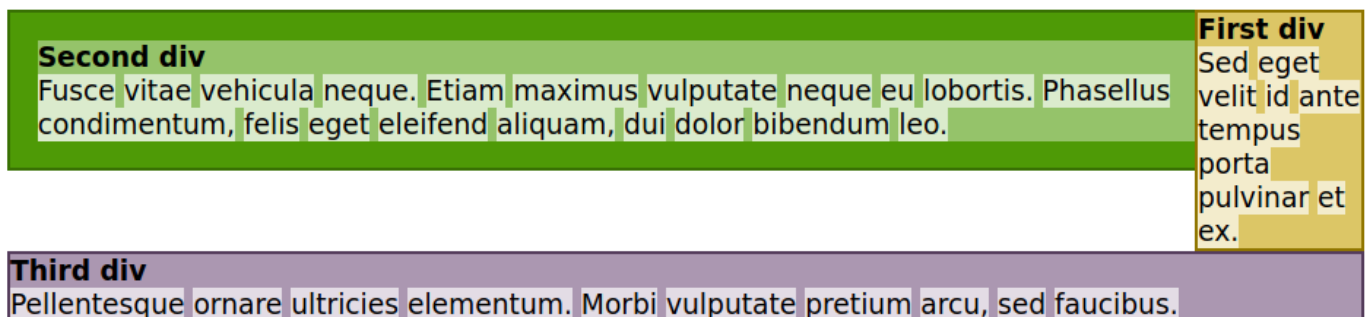 Second div
Fusce vitae vehicula neque. Etiam maximus vulputate neque eu lobortis. Phasellus
condimentum, felis eget eleifend aliquam, dui dolor bibendum leo.
First div
Sed eget
velit id ante
tempus
porta
pulvinar et
ex.
Third div
Pellentesque ornare ultricies elementum. Morbi vulputate pretium arcu, sed faucibus.